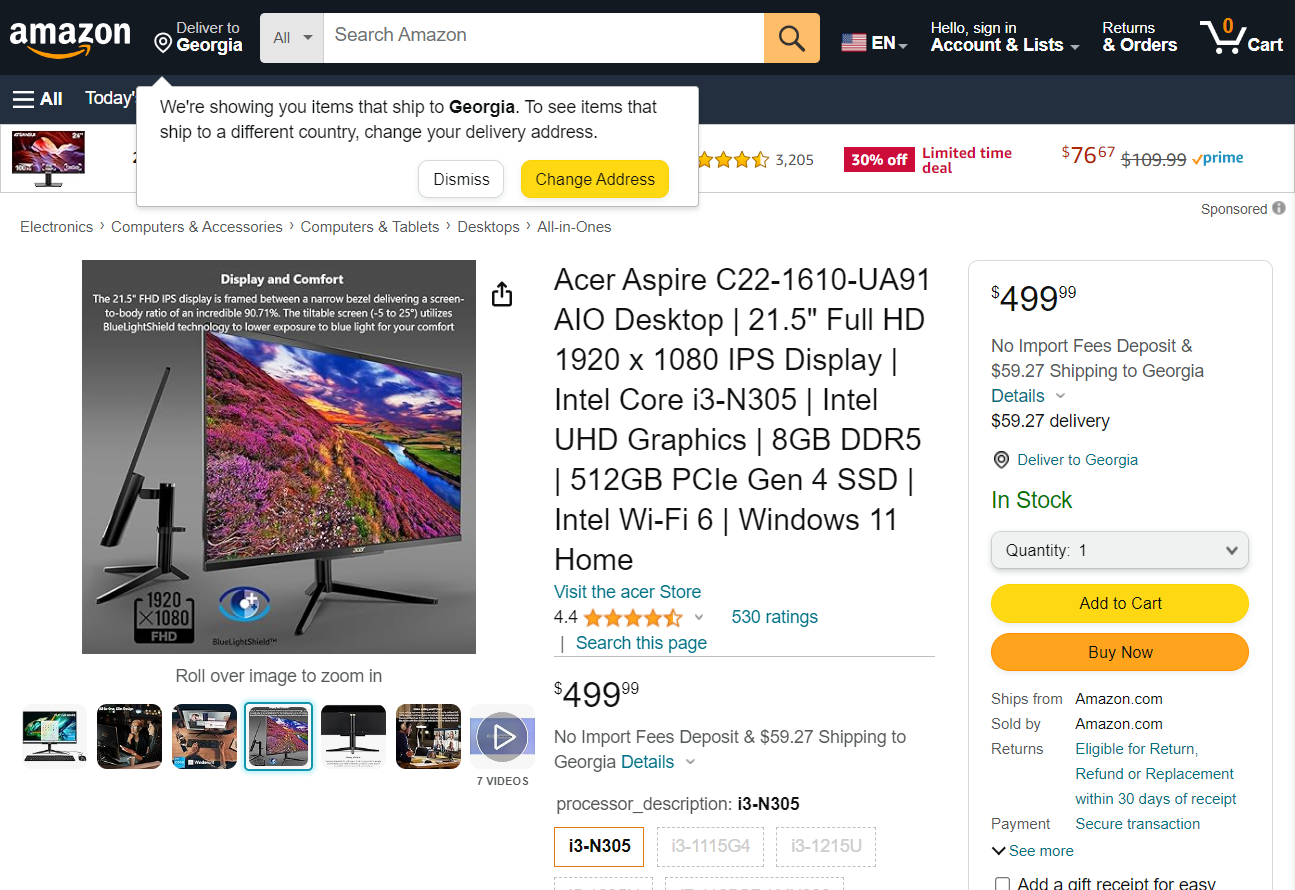 amazon
Deliver to
Georgia
All
Search Amazon
EN
Hello, sign in
Account & Lists
Returns
& Orders
0
Cart
All
Today's
We're showing you items that ship to Georgia. To see items that
ship to a different country, change your delivery address.
Dismiss
Change Address
24"
100%
3,205
30% off
Limited time
deal
$76 67
$109.99
prime
Sponsored
Electronics › Computers & Accessories › Computers & Tablets › Desktops › All-in-Ones
Display and Comfort
The 21.5" FHD IPS display is framed between a narrow bezel delivering a screen-
to-body ratio of an incredible 90.71%. The tiltable screen (-5 to 25°) utilizes
BlueLightShield technology to lower exposure to blue light for your comfort
acer
1920
×1080
FHD
BlueLightShield™
Roll over image to zoom in
7 VIDEOS
Acer Aspire C22-1610-UA91
AIO Desktop | 21.5" Full HD
1920 x 1080 IPS Display |
Intel Core i3-N305 | Intel
UHD Graphics | 8GB DDR5
| 512GB PCIe Gen 4 SSD |
Intel Wi-Fi 6 | Windows 11
Home
Visit the acer Store
4.4
530 ratings
| Search this page
$499 99
No Import Fees Deposit & $59.27 Shipping to
Georgia Details
processor_description: i3-N305
i3-N305
i3-1115G4
i3-1215U
$499 99
No Import Fees Deposit &
$59.27 Shipping to Georgia
Details
$59.27 delivery
Deliver to Georgia
In Stock
Quantity: 1
Add to Cart
Buy Now
Ships from Amazon.com
Sold by Amazon.com
Returns Eligible for Return,
Refund or Replacement
within 30 days of receipt
Payment Secure transaction
See more
Add a gift receipt for easy